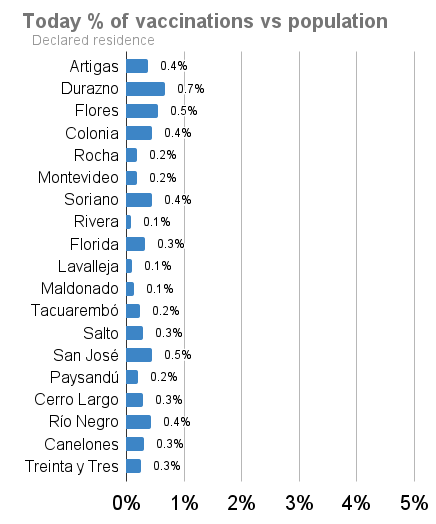 Today % of vaccinations vs population
Declared residence
Artigas 0.4%
Durazno 0.7%
Flores 0.5%
Colonia 0.4%
Rocha 0.2%
Montevideo 0.2%
Soriano 0.4%
Rivera 0.1%
Florida 0.3%
Lavalleja 0.1%
Maldonado 0.1%
Tacuarembó 0.2%
Salto 0.3%
San José 0.5%
Paysandú 0.2%
Cerro Largo 0.3%
Río Negro 0.4%
Canelones 0.3%
Treinta y Tres 0.3%
0% 1% 2% 3% 4% 5%